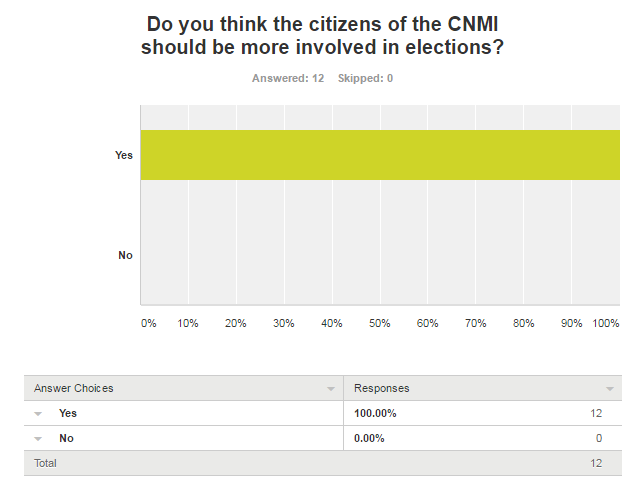 Do you think the citizens of the CNMI
should be more involved in elections?
Answered: 12 Skipped: 0
Yes
No
0% 10% 20% 30% 40% 50% 60% 70% 80% 90% 100%
Answer Choices Responses
Yes 100.00% 12
No 0.00% 0
Total 12